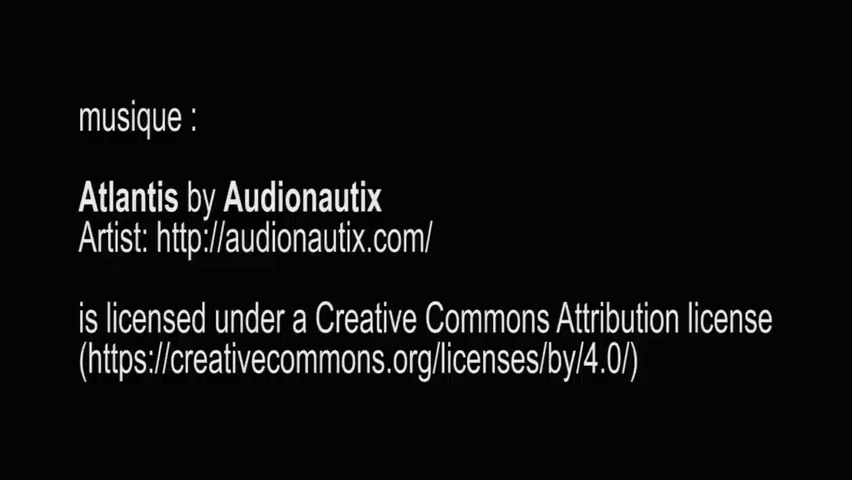 musique :
Atlantis by Audionautix
Artist: http://audionautix.com/
is licensed under a Creative Commons Attribution license
(https://creativecommons.org/licenses/by/4.0/)